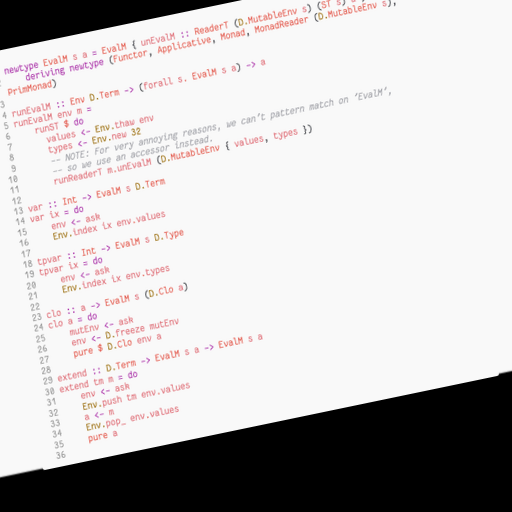 newtype EvalM s a = EvalM { unEvalM :: ReaderT (D.MutableEnv s) (ST s)
deriving newtype (Functor, Applicative, Monad, MonadReader (D.MutableEnv s),
PrimMonad)
3
4 runEvalM :: Env D.Term -> (forall s. EvalM s a) -> a
5 runEvalM env m =
6 runST $ do
7 values <- Env.thaw env
8 types <- Env.new 32
9 -- NOTE: For very annoying reasons, we can't pattern match on 'EvalM',
10 -- so we use an accessor instead.
11 runReaderT m.unEvalM (D.MutableEnv { values, types })
12
13 var :: Int -> EvalM s D.Term
14 var ix = do
15 env <- ask
16 Env.index ix env.values
17
18 tpvar :: Int -> EvalM s D.Type
19 tpvar ix = do
20 env <- ask
21 Env.index ix env.types
22
23 clo :: a -> EvalM s (D.Clo a)
24 clo a = do
25 mutEnv <- ask
26 env <- D.freeze mutEnv
27 pure $ D.Clo env a
28
29 extend :: D.Term -> EvalM s a -> EvalM s a
30 extend tm m = do
31 env <- ask
32 Env.push tm env.values
33 a <- m
34 Env.pop_ env.values
35 pure a
36